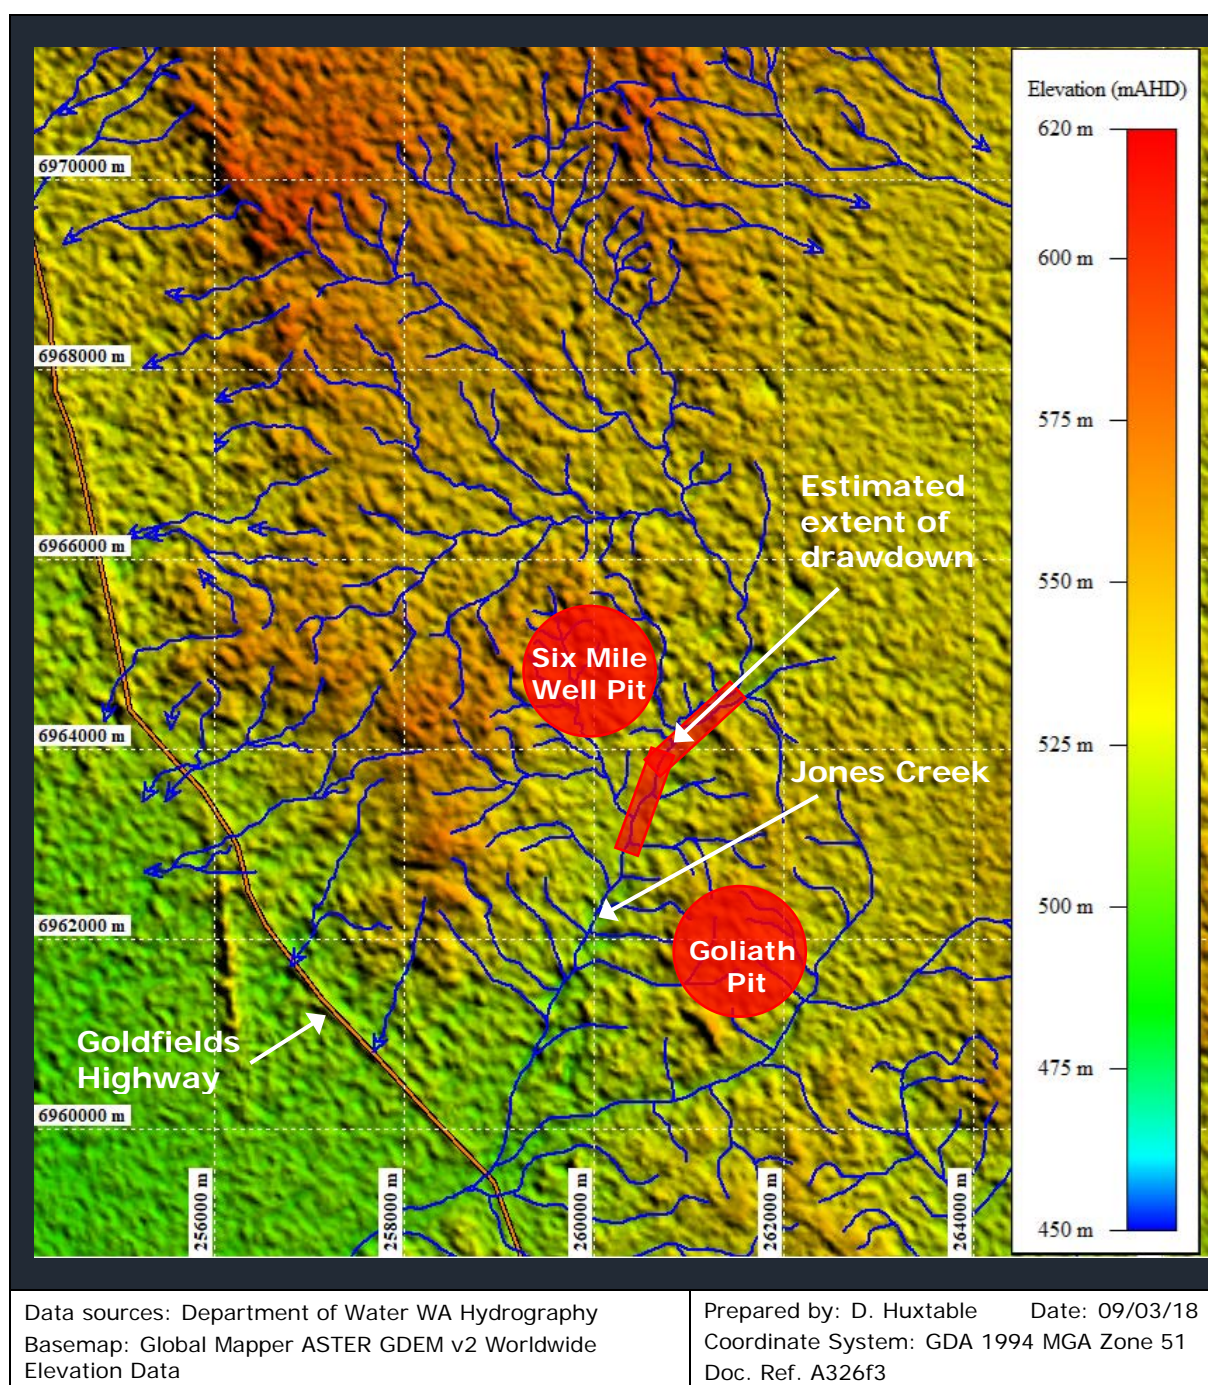 Elevation (mAHD)
620 m
600 m
575 m
550 m
525 m
500 m
475 m
450 m
6970000 m
6968000 m
6966000 m
6964000 m
6962000 m
6960000 m
256000 m
258000 m
260000 m
262000 m
264000 m
Estimated
extent of
drawdown
Six Mile
Well Pit
Jones Creek
Goliath
Pit
Goldfields
Highway
Data sources: Department of Water WA Hydrography
Basemap: Global Mapper ASTER GDEM v2 Worldwide
Elevation Data
Prepared by: D. Huxtable Date: 09/03/18
Coordinate System: GDA 1994 MGA Zone 51
Doc. Ref. A326f3